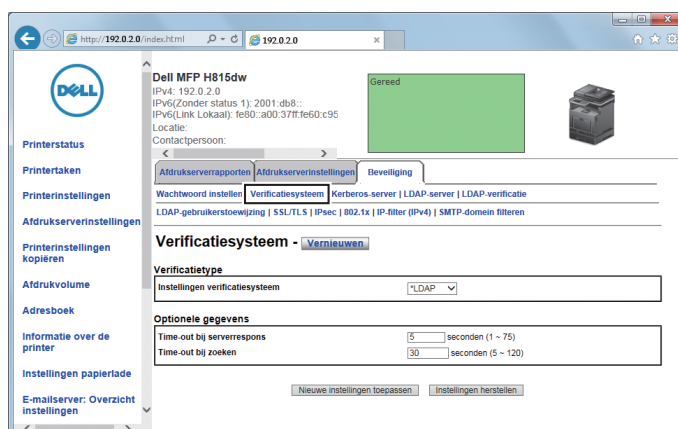 http://192.0.2.0/index.html
192.0.2.0
DELL
Dell MFP H815dw
IPv4: 192.0.2.0
IPv6(Zonder status 1): 2001:db8::
IPv6(Link Lokaal): fe80::a00:37ff:fe60:c95
Locatie:
Contactpersoon:
Gereed
Printerstatus
Printertaken
Printerinstellingen
Afdrukserverinstellingen
Printerinstellingen
kopiëren
Afdrukvolume
Adresboek
Informatie over de
printer
Instellingen papierlade
E-mailserver: Overzicht
instellingen
Afdrukserverrapporten Afdrukserverinstellingen Beveiliging
Wachtwoord instellen | Verificatiesysteem | Kerberos-server | LDAP-server | LDAP-verificatie
LDAP-gebruikerstoewijzing | SSL/TLS | IPsec | 802.1x | IP-filter (IPv4) | SMTP-domein filteren
Verificatiesysteem - Vernieuwen
Verificatietype
Instellingen verificatiesysteem *LDAP
Optionele gegevens
Time-out bij serverrespons 5 seconden (1 ~ 75)
Time-out bij zoeken 30 seconden (5 ~ 120)
Nieuwe instellingen toepassen Instellingen herstellen